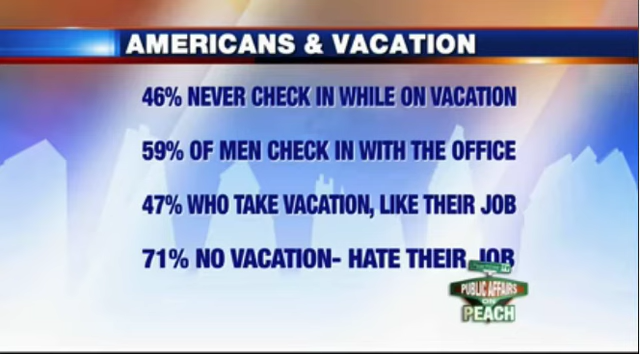 AMERICANS & VACATION
46% NEVER CHECK IN WHILE ON VACATION
59% OF MEN CHECK IN WITH THE OFFICE
47% WHO TAKE VACATION, LIKE THEIR JOB
71% NO VACATION- HATE THEIR JOB
PUBLIC AFFAIRS
ON
PEACH